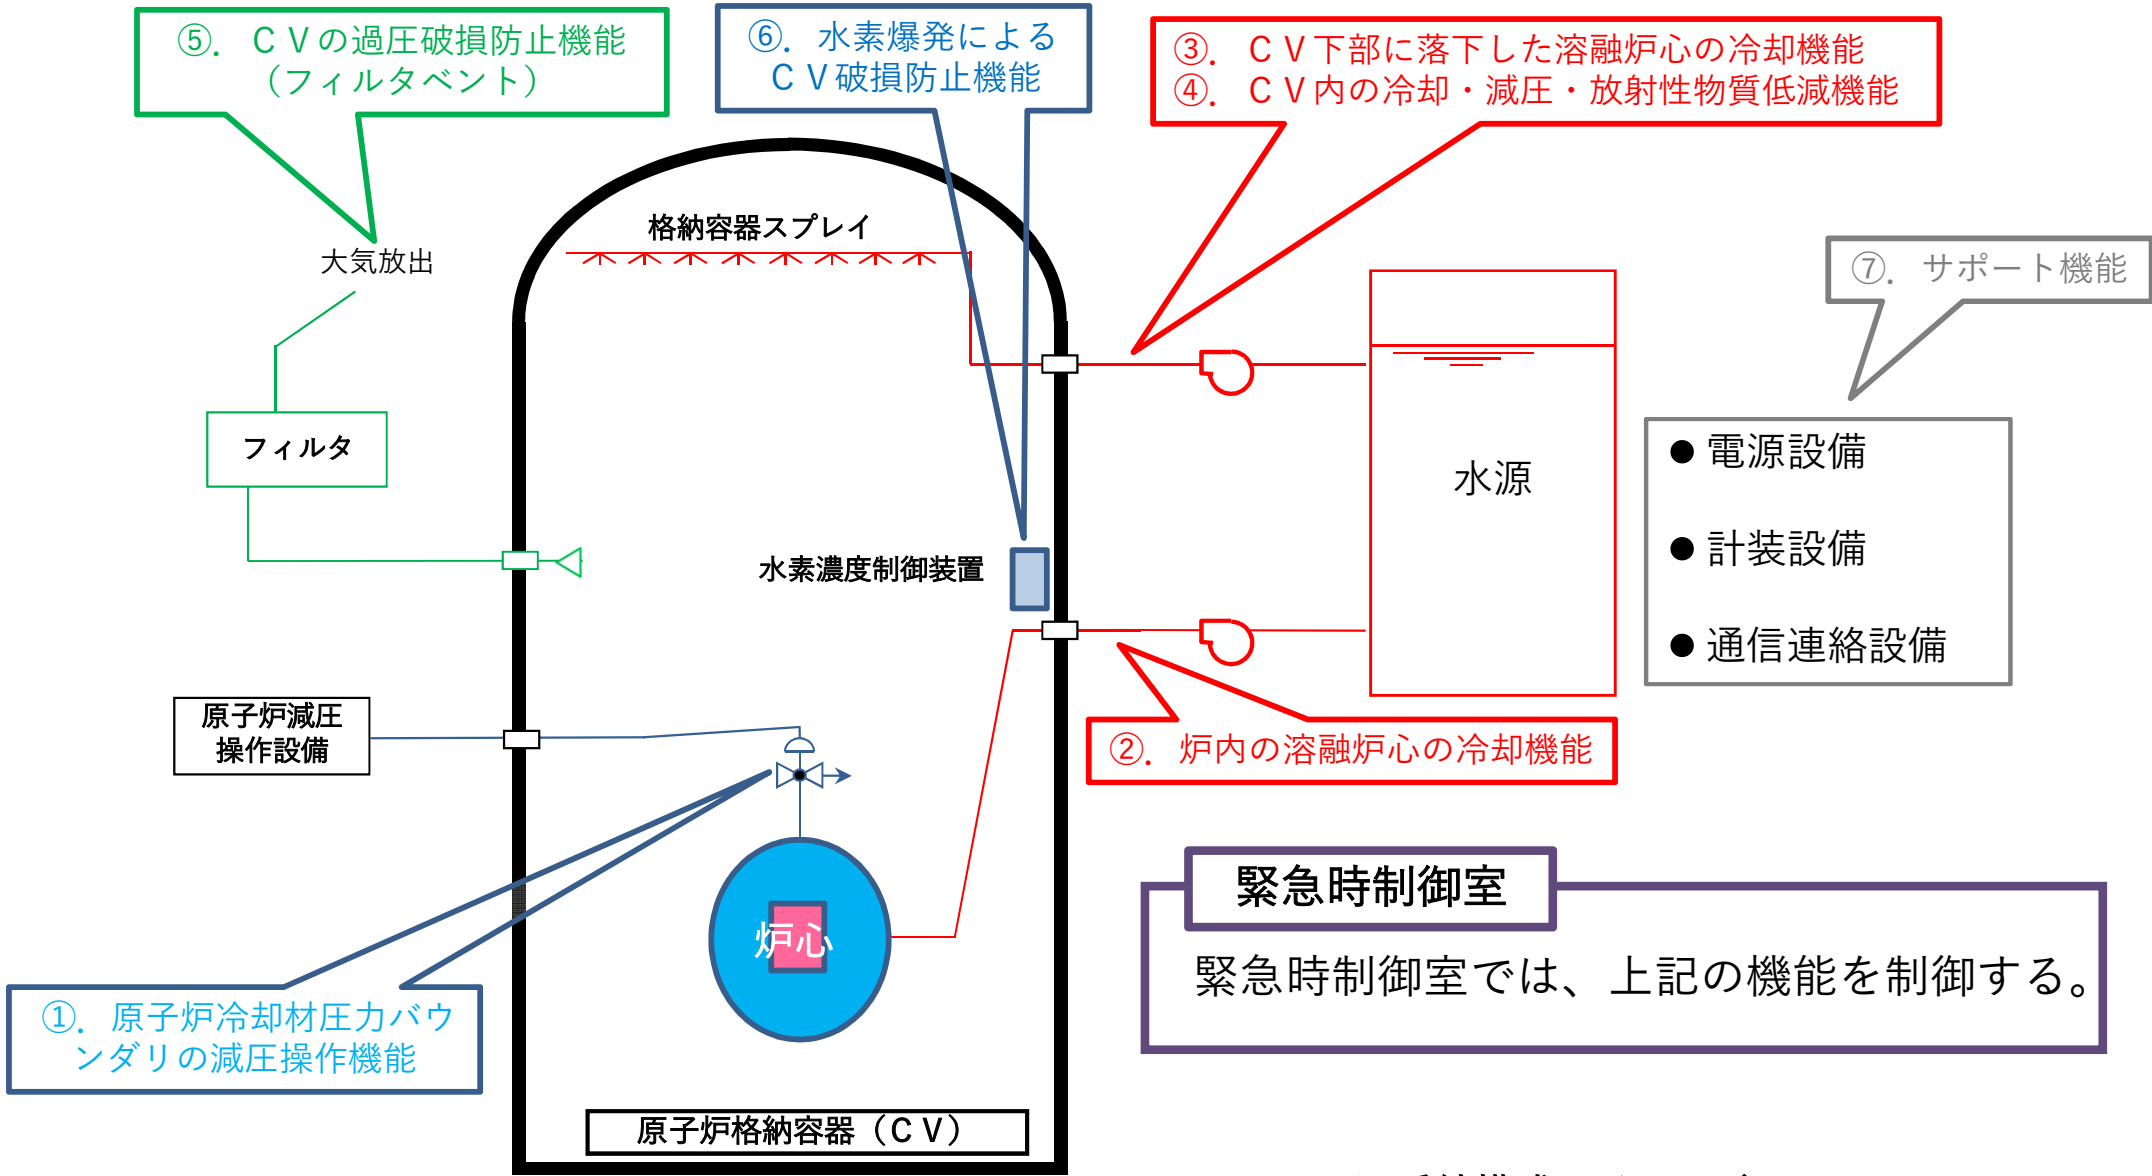 ⑤．ＣＶの過圧破損防止機能
（フィルタベント）
⑥．水素爆発による
ＣＶ破損防止機能
③．ＣＶ下部に落下した溶融炉心の冷却機能
④．ＣＶ内の冷却・減圧・放射性物質低減機能
格納容器スプレイ
大気放出
⑦．サポート機能
フィルタ
水源
●電源設備
●計装設備
●通信連絡設備
水素濃度制御装置
原子炉減圧
操作設備
②．炉内の溶融炉心の冷却機能
緊急時制御室
緊急時制御室では、上記の機能を制御する。
炉心
①．原子炉冷却材圧力バウ
ンダリの減圧操作機能
原子炉格納容器（ＣＶ）